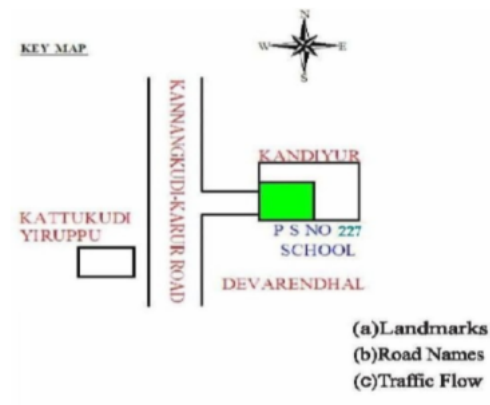 N
KEY MAP
W E
S
KANNANGKUDI-KARUR ROAD
KANDIYUR
KATTUKUDI
YIRUPPU
P S NO 227
SCHOOL
DEVARENDHAL
(a)Landmarks
(b)Road Names
(c)Traffic Flow